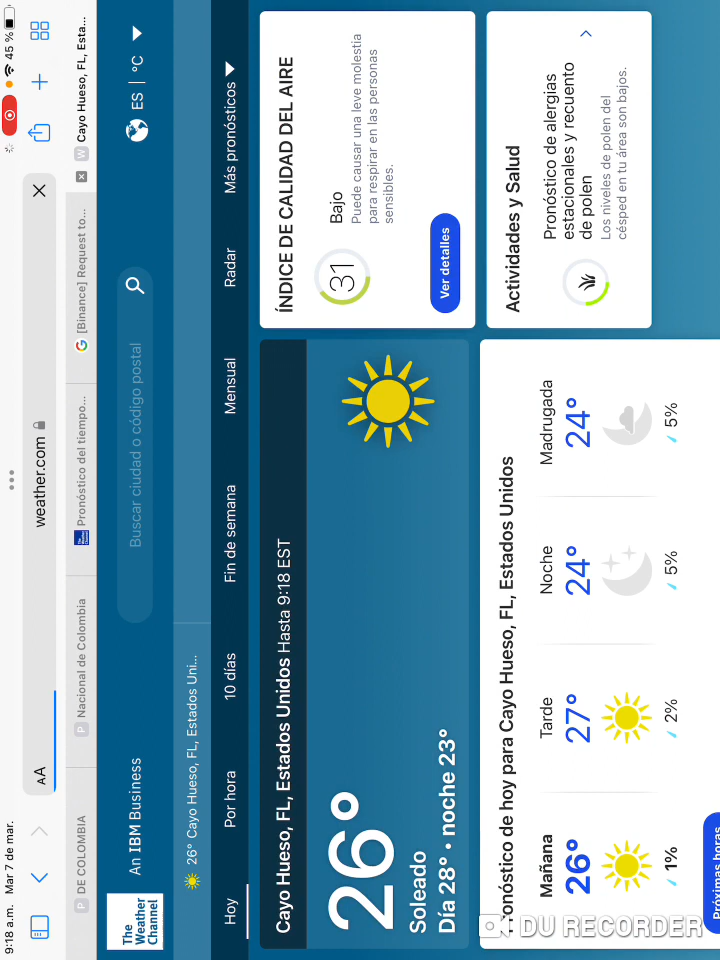 9:18 a.m. Mar 7 de mar.
45 %
AA
weather.com
P DE COLOMBIA
P Nacional de Colombia
Pronóstico del tiempo...
G [Binance] Request to...
W Cayo Hueso, FL, Esta...
The
Weather
Channel
An IBM Business
Buscar ciudad o código postal
ES | °C
26° Cayo Hueso, FL, Estados Uni...
Hoy
Por hora
10 días
Fin de semana
Mensual
Radar
Más pronósticos
Cayo Hueso, FL, Estados Unidos Hasta 9:18 EST
26°
Soleado
Día 28° • noche 23°
ÍNDICE DE CALIDAD DEL AIRE
31
Bajo
Puede causar una leve molestia
para respirar en las personas
sensibles.
Ver detalles
Pronóstico de hoy para Cayo Hueso, FL, Estados Unidos
Mañana
26°
1%
Tarde
27°
2%
Noche
24°
5%
Madrugada
24°
5%
Próximas horas
Actividades y Salud
Pronóstico de alergias
estacionales y recuento
de polen
Los niveles de polen del
césped en tu área son bajos.
DU RECORDER